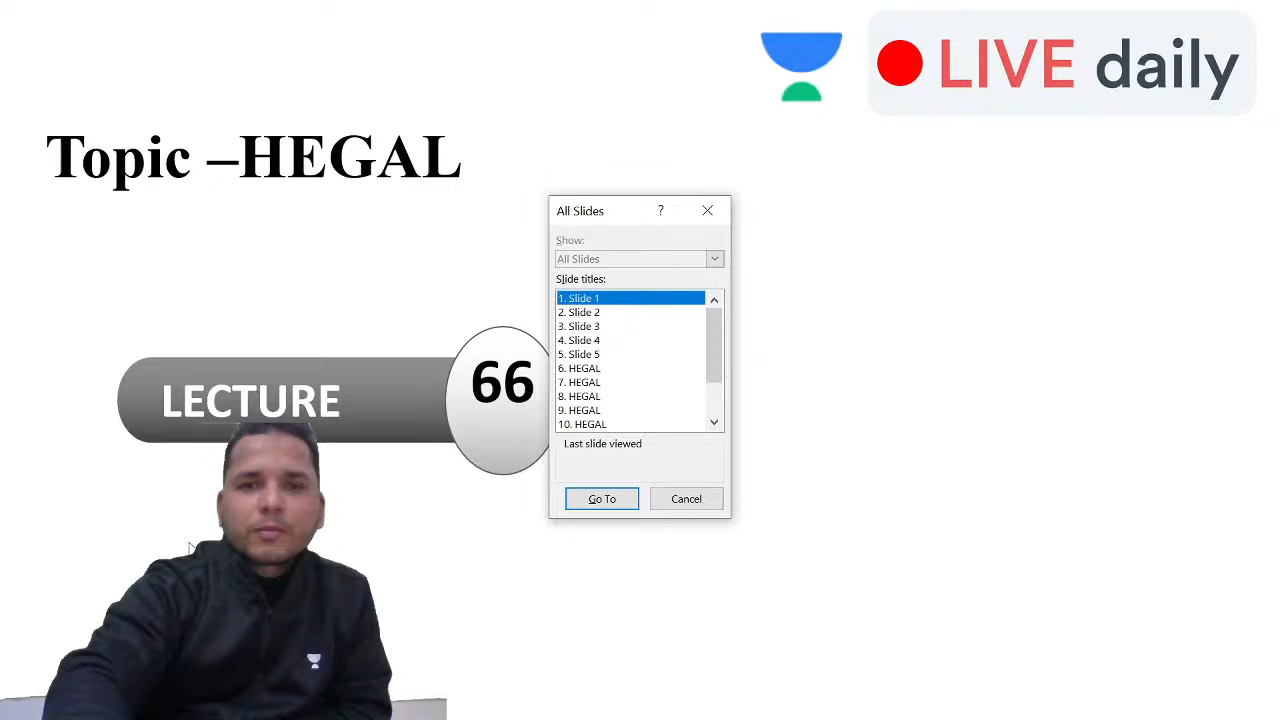 LIVE daily
Topic –HEGAL
All Slides
?
Show:
All Slides
Slide titles:
1. Slide 1
2. Slide 2
3. Slide 3
4. Slide 4
5. Slide 5
6. HEGAL
7. HEGAL
8. HEGAL
9. HEGAL
10. HEGAL
Last slide viewed
Go To
Cancel
LECTURE
66